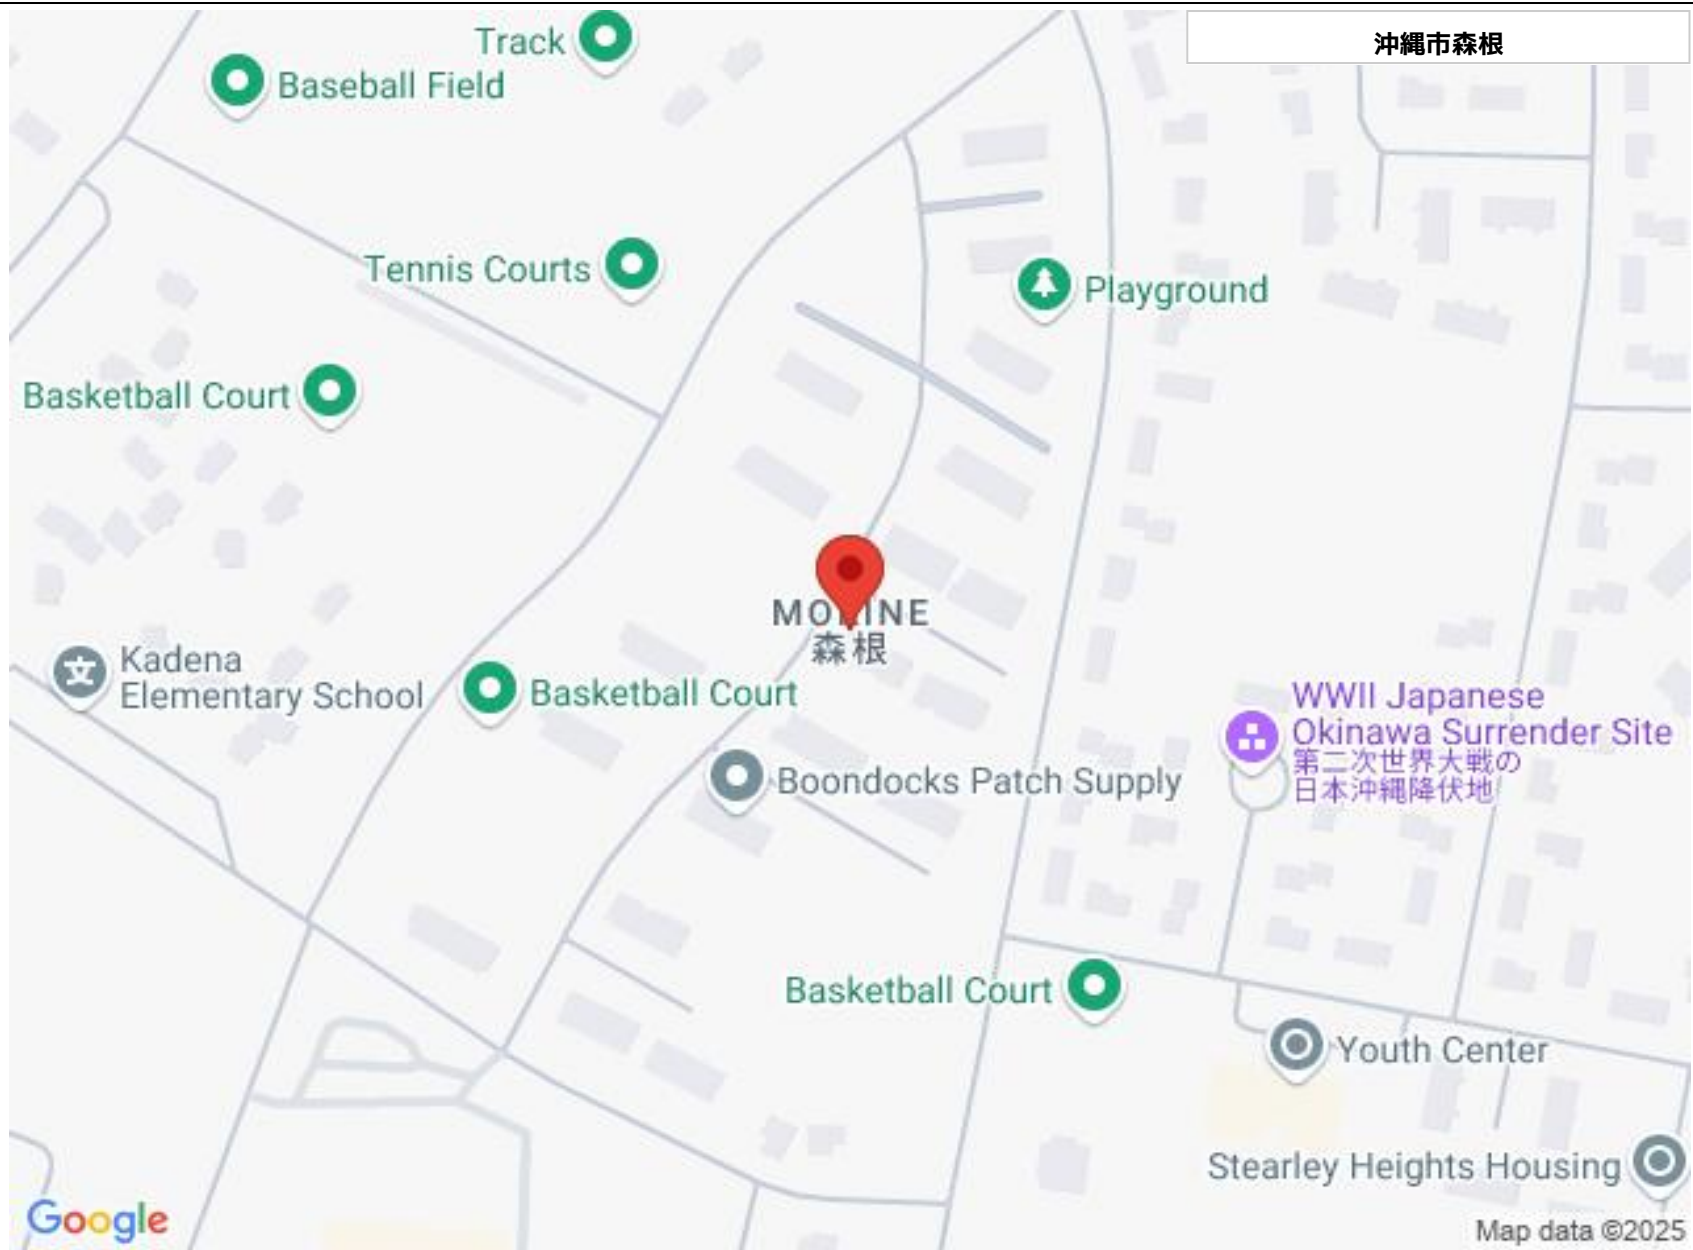 沖縄市森根
Track
Baseball Field
Tennis Courts
Playground
Basketball Court
MORINE
森根
Kadena
Elementary School
Basketball Court
WWII Japanese
Okinawa Surrender Site
第二次世界大戦の
日本沖縄降伏地
Boondocks Patch Supply
Basketball Court
Youth Center
Stearley Heights Housing
Google
Map data ©2025